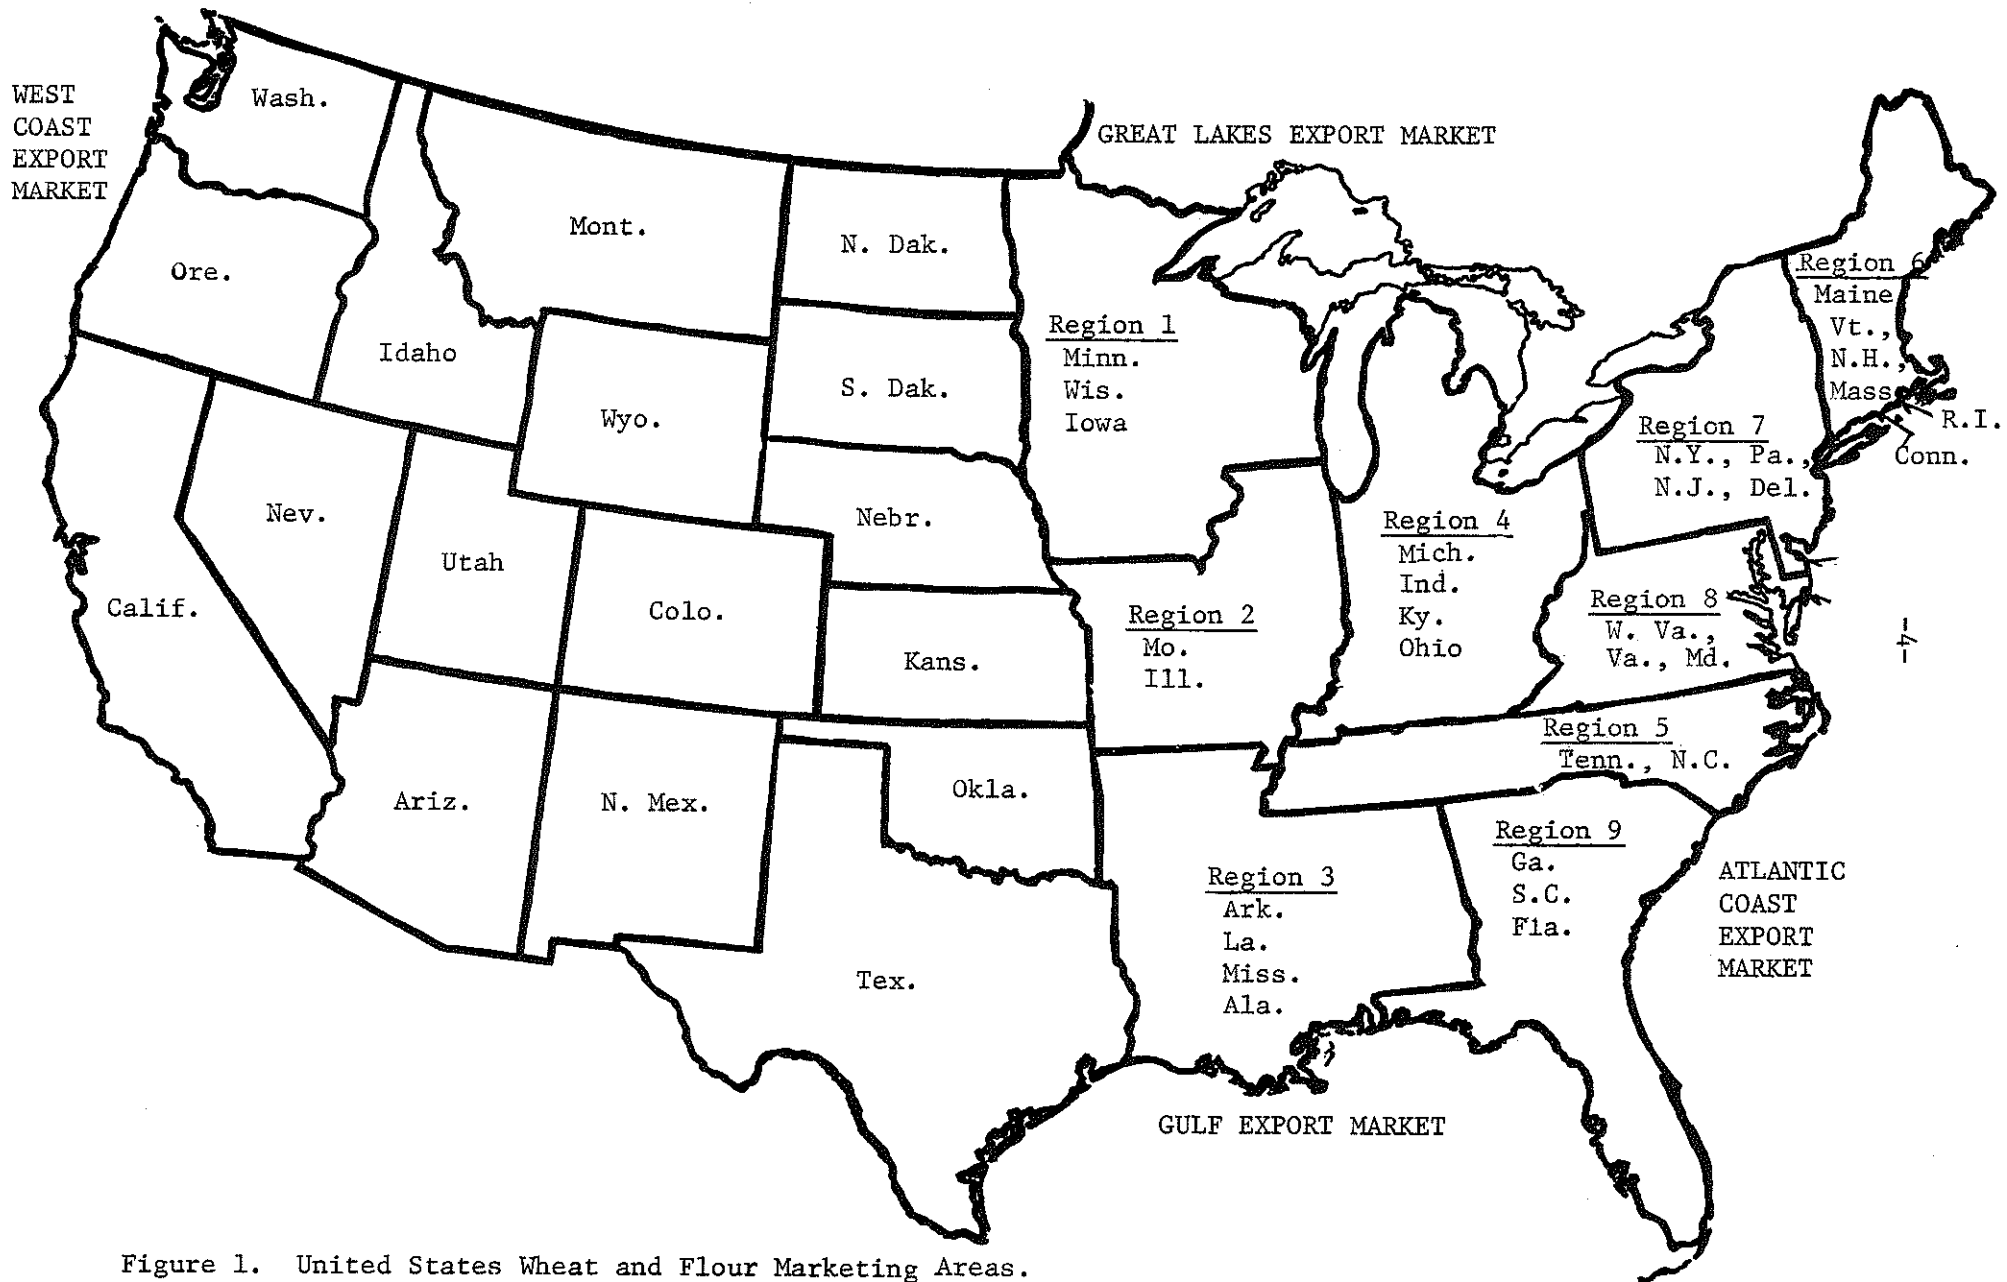 WEST
COAST
EXPORT
MARKET
Wash.
Ore.
Calif.
Idaho
Nev.
Utah
Ariz.
Mont.
Wyo.
Colo.
N. Mex.
N. Dak.
S. Dak.
Nebr.
Kans.
Okla.
Tex.
GREAT LAKES EXPORT MARKET
Region 1
Minn.
Wis.
Iowa
Region 2
Mo.
Ill.
Region 3
Ark.
La.
Miss.
Ala.
Region 4
Mich.
Ind.
Ky.
Ohio
Region 5
Tenn., N.C.
Region 6
Maine
Vt.,
N.H.,
Mass
R.I.
Conn.
Region 7
N.Y., Pa.,
N.J., Del.
Region 8
W. Va.,
Va., Md.
Region 9
Ga.
S.C.
Fla.
ATLANTIC
COAST
EXPORT
MARKET
GULF EXPORT MARKET
-4-
Figure 1. United States Wheat and Flour Marketing Areas.